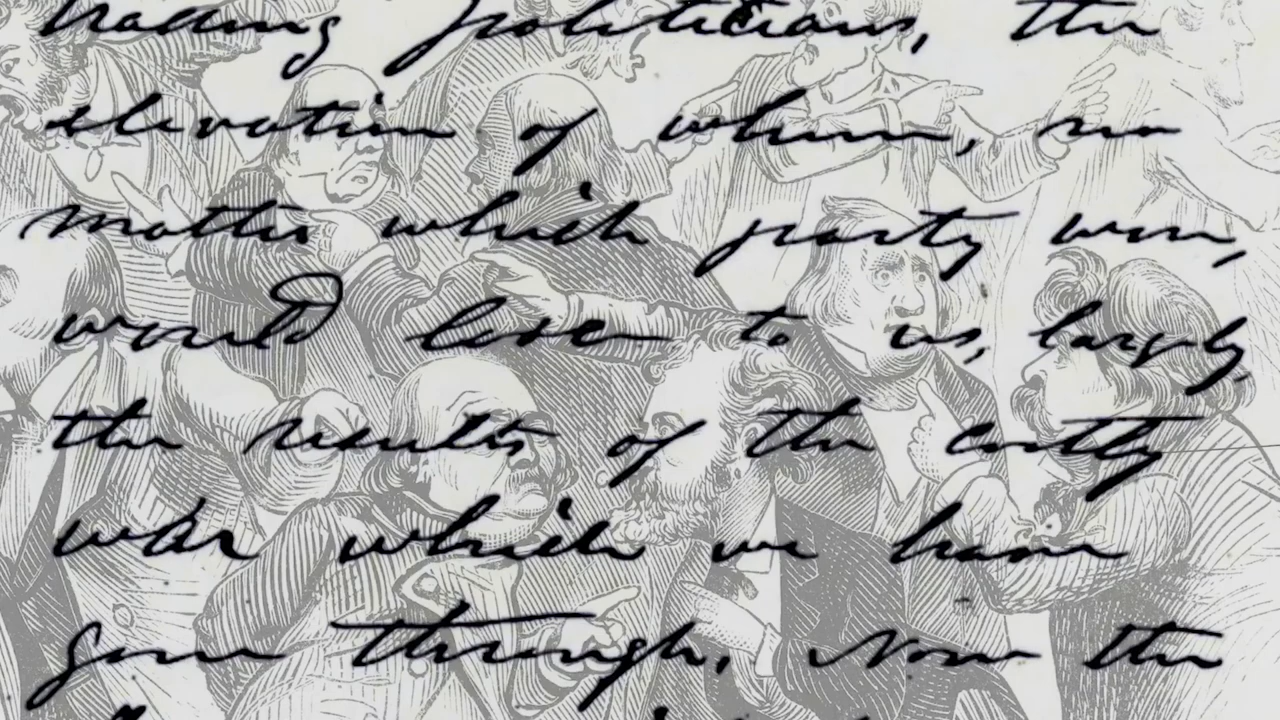 trading politicians, the
elevation of whom, no
matter which party won,
would lose to us, largely,
the results of the costly
war which we have
gone through, Now the